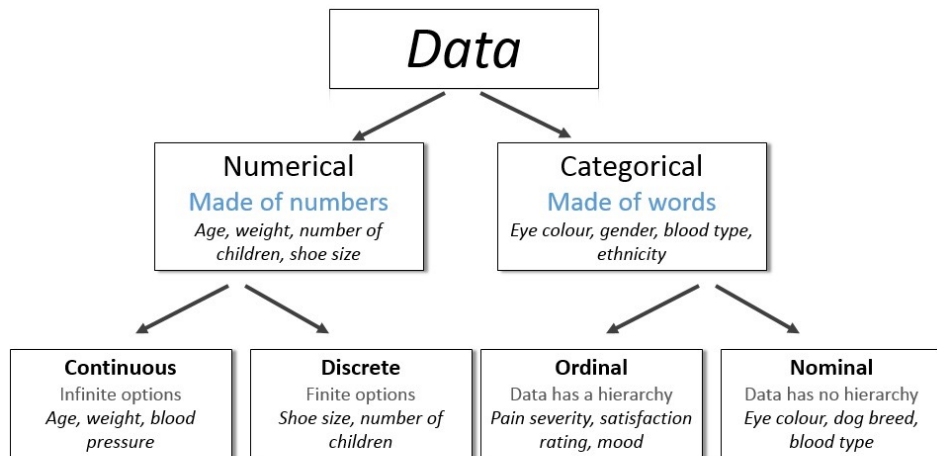 Data
Numerical
Made of numbers
Age, weight, number of
children, shoe size
Categorical
Made of words
Eye colour, gender, blood type,
ethnicity
Continuous
Infinite options
Age, weight, blood
pressure
Discrete
Finite options
Shoe size, number of
children
Ordinal
Data has a hierarchy
Pain severity, satisfaction
rating, mood
Nominal
Data has no hierarchy
Eye colour, dog breed,
blood type